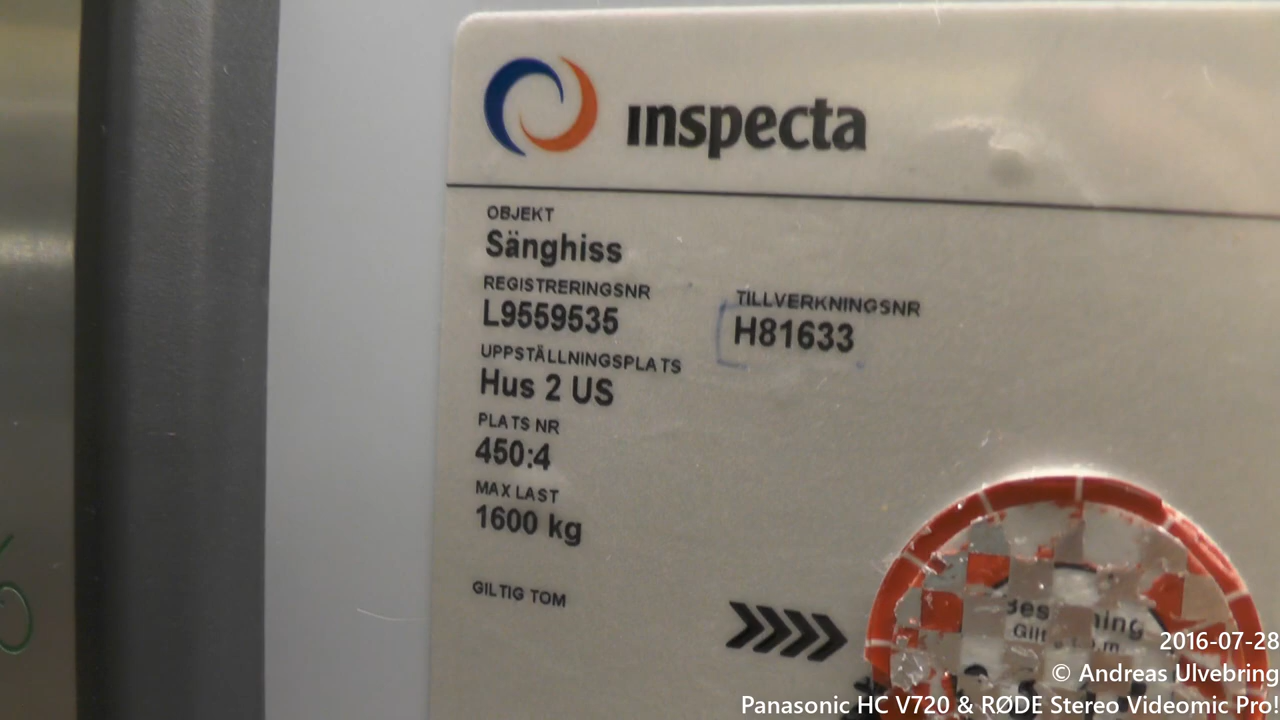 inspecta
OBJEKT
Sänghiss
REGISTRERINGSNR
L9559535
TILLVERKNINGSNR
H81633
UPPSTÄLLNINGSPLATS
Hus 2 US
PLATS NR
450:4
MAX LAST
1600 kg
GILTIG TOM
2016-07-28
© Andreas Ulvebring
Panasonic HC V720 & RØDE Stereo Videomic Pro!